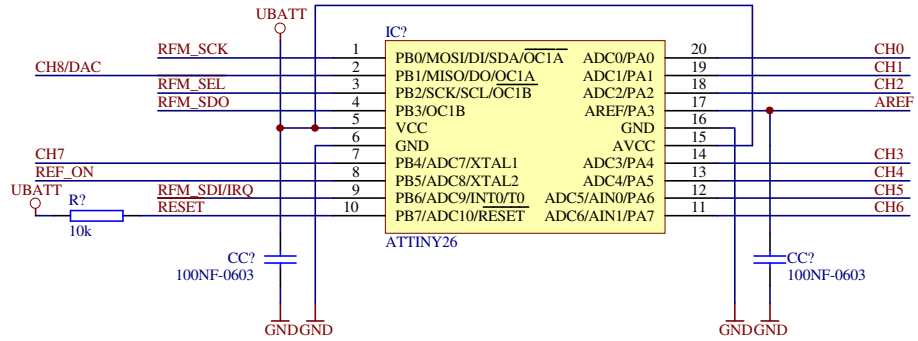 UBATT
IC?
RFM_SCK 1 PB0/MOSI/DI/SDA/OC1A ADC0/PA0 20 CH0
CH8/DAC 2 PB1/MISO/DO/OC1A ADC1/PA1 19 CH1
RFM_SEL 3 PB2/SCK/SCL/OC1B ADC2/PA2 18 CH2
RFM_SDO 4 PB3/OC1B AREF/PA3 17 AREF
5 VCC GND 16
6 GND AVCC 15
CH7 7 PB4/ADC7/XTAL1 ADC3/PA4 14 CH3
REF_ON 8 PB5/ADC8/XTAL2 ADC4/PA5 13 CH4
UBATT R? RFM_SDI/IRQ 9 PB6/ADC9/INT0/T0 ADC5/AIN0/PA6 12 CH5
RESET 10 PB7/ADC10/RESET ADC6/AIN1/PA7 11 CH6
10k ATTINY26
CC? CC?
100NF-0603 100NF-0603
GND GND GND GND